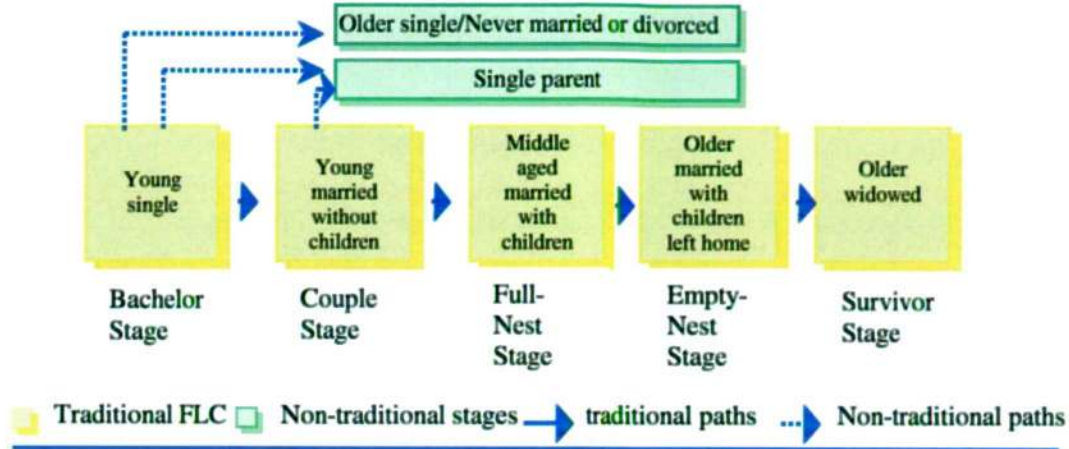 Older single/Never married or divorced
Single parent
Young
single
Young
married
without
children
Middle
aged
married
with
children
Older
married
with
children
left home
Older
widowed
Bachelor
Stage
Couple
Stage
Full-
Nest
Stage
Empty-
Nest
Stage
Survivor
Stage
Traditional FLC Non-traditional stages traditional paths Non-traditional paths